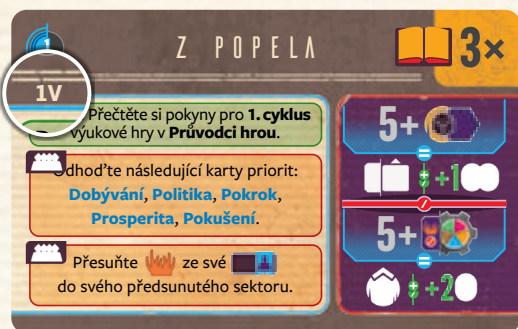 1
Z POPELA
3×
1V
Přečtěte si pokyny pro 1. cyklus
výukové hry v Průvodci hrou.
Odhoďte následující karty priorit:
Dobývání, Politika, Pokrok,
Prosperita, Pokušení.
Přesuňte ze své
do svého předsunutého sektoru.
5+
=
+1
5+
=
+2